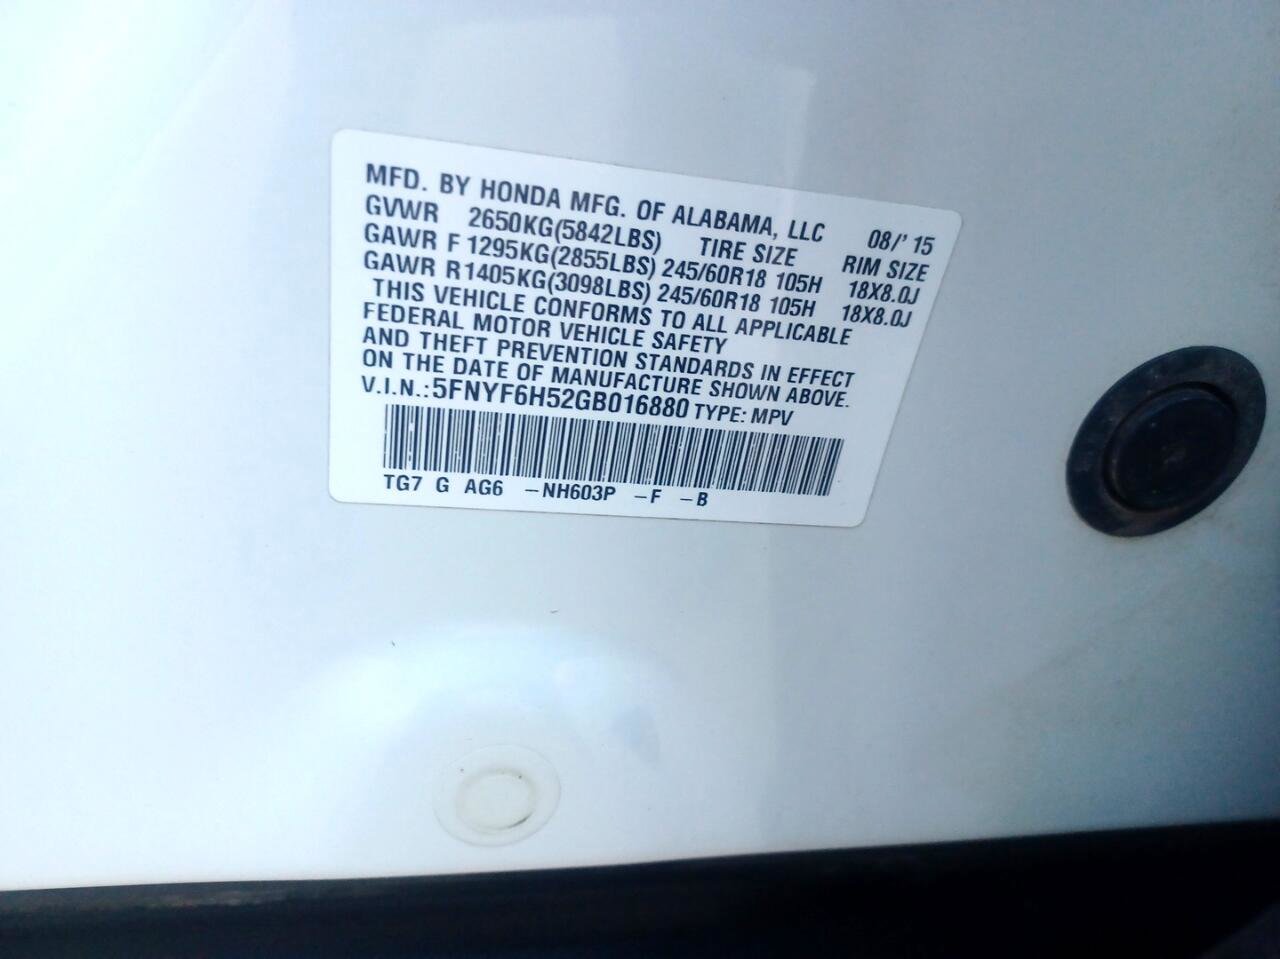 MFD. BY HONDA MFG. OF ALABAMA, LLC 08/'15
GVWR 2650KG(5842LBS) TIRE SIZE RIM SIZE
GAWR F 1295KG(2855LBS) 245/60R18 105H 18X8.0J
GAWR R1405KG(3098LBS) 245/60R18 105H 18X8.0J
THIS VEHICLE CONFORMS TO ALL APPLICABLE
FEDERAL MOTOR VEHICLE SAFETY
AND THEFT PREVENTION STANDARDS IN EFFECT
ON THE DATE OF MANUFACTURE SHOWN ABOVE.
V.I.N.:5FNYF6H52GB016880 TYPE: MPV
TG7 G AG6 -NH603P -F -B